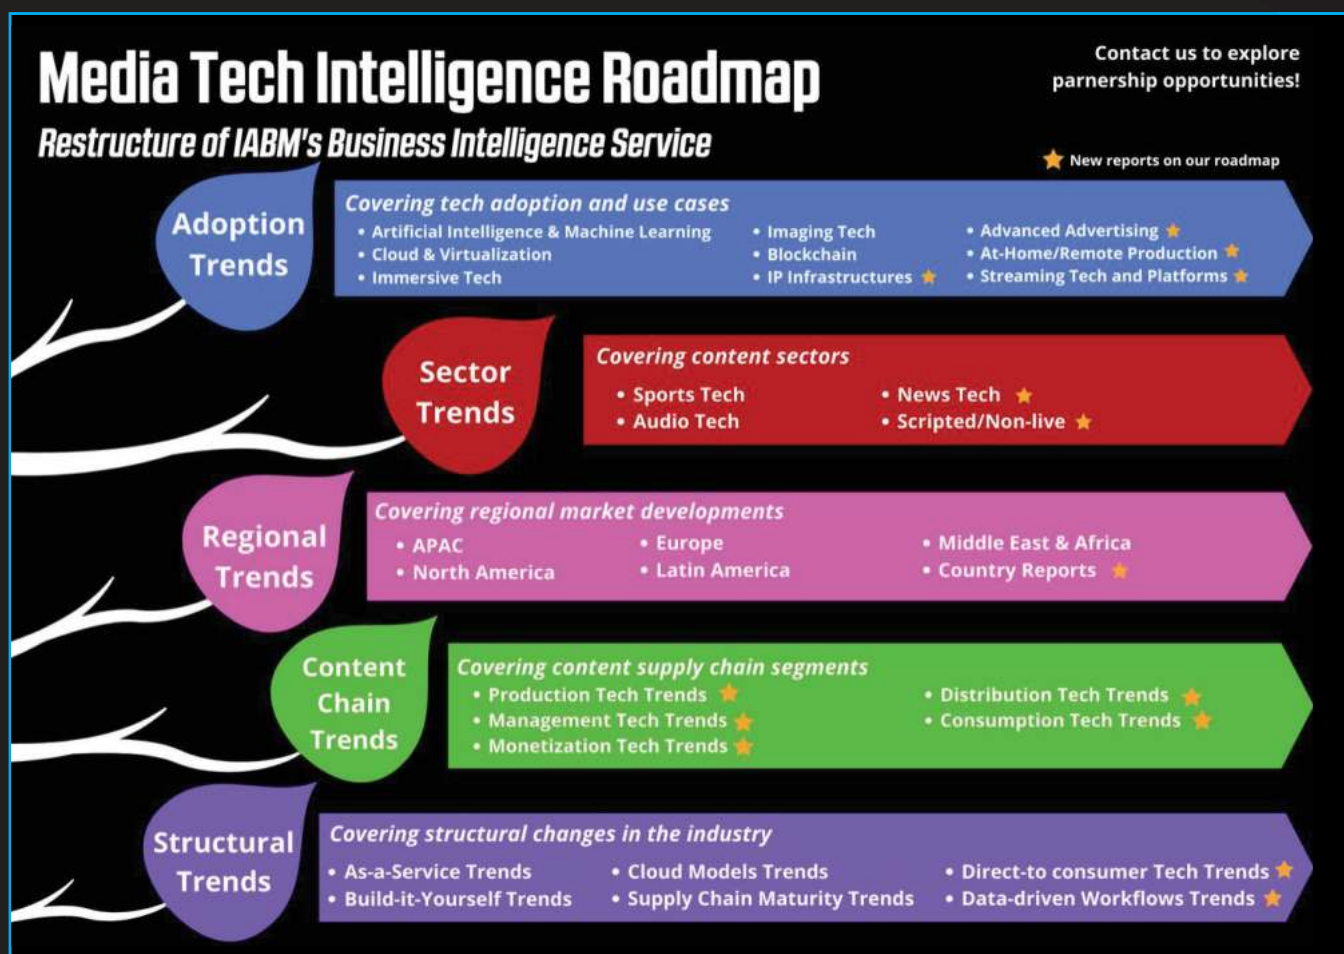 Media Tech Intelligence Roadmap
Restructure of IABM's Business Intelligence Service
Contact us to explore
parnership opportunities!
New reports on our roadmap
Adoption
Trends
Covering tech adoption and use cases
• Artificial Intelligence & Machine Learning
• Cloud & Virtualization
• Immersive Tech
• Imaging Tech
• Blockchain
• IP Infrastructures
• Advanced Advertising
• At-Home/Remote Production
• Streaming Tech and Platforms
Sector
Trends
Covering content sectors
• Sports Tech
• Audio Tech
• News Tech
• Scripted/Non-live
Regional
Trends
Covering regional market developments
• APAC
• North America
• Europe
• Latin America
• Middle East & Africa
• Country Reports
Content
Chain
Trends
Covering content supply chain segments
• Production Tech Trends
• Management Tech Trends
• Monetization Tech Trends
• Distribution Tech Trends
• Consumption Tech Trends
Structural
Trends
Covering structural changes in the industry
• As-a-Service Trends
• Build-it-Yourself Trends
• Cloud Models Trends
• Supply Chain Maturity Trends
• Direct-to consumer Tech Trends
• Data-driven Workflows Trends